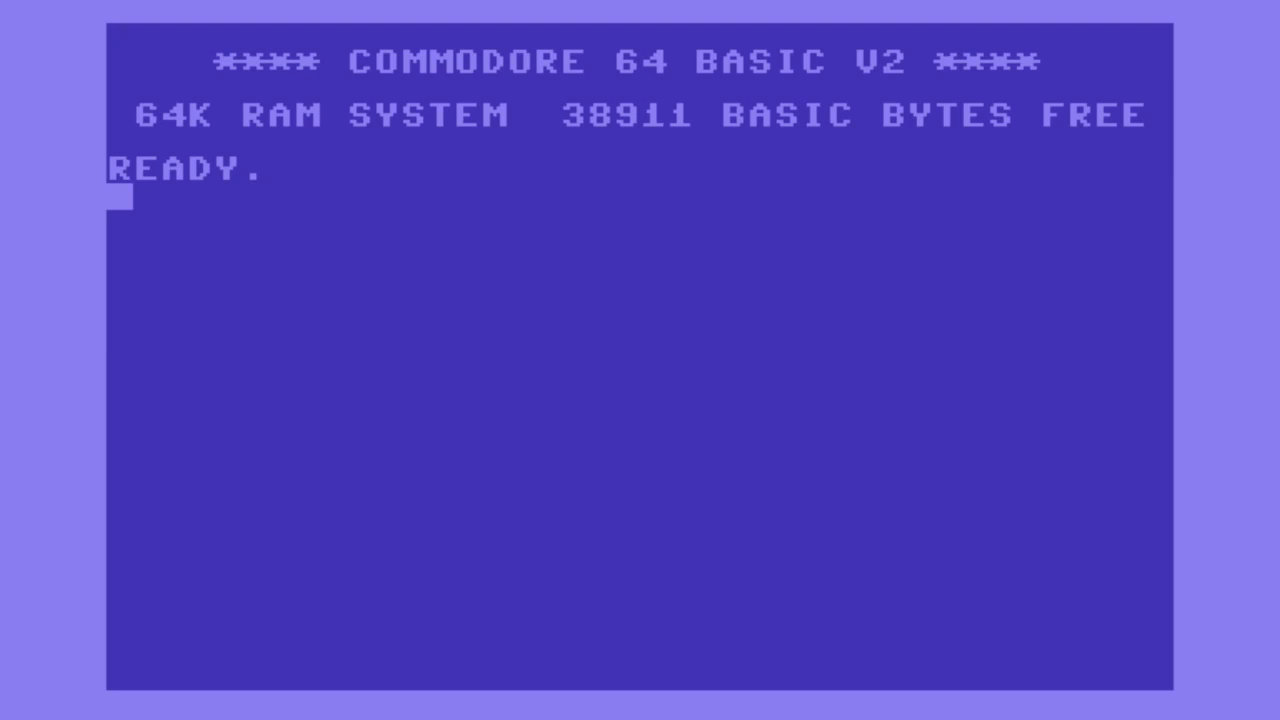 **** COMMODORE 64 BASIC V2 ****
64K RAM SYSTEM  38911 BASIC BYTES FREE
READY.